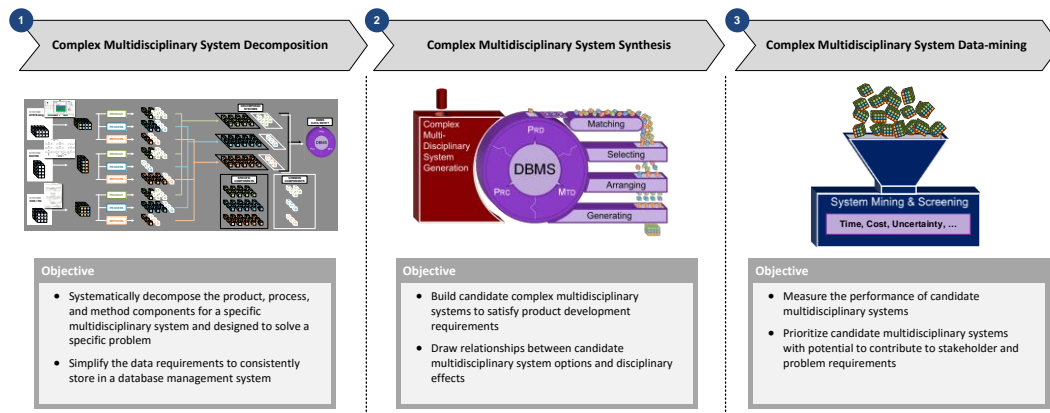 1
Complex Multidisciplinary System Decomposition
2
Complex Multidisciplinary System Synthesis
3
Complex Multidisciplinary System Data-mining
DBMS
Complex
Multi-
Disciplinary
System
Generation
PRD
PRC
MTD
DBMS
Matching
Selecting
Arranging
Generating
System Mining & Screening
Time, Cost, Uncertainty, ...
Objective
• Systematically decompose the product, process,
and method components for a specific
multidisciplinary system and designed to solve a
specific problem
• Simplify the data requirements to consistently
store in a database management system
Objective
• Build candidate complex multidisciplinary
systems to satisfy product development
requirements
• Draw relationships between candidate
multidisciplinary system options and disciplinary
effects
Objective
• Measure the performance of candidate
multidisciplinary systems
• Prioritize candidate multidisciplinary systems
with potential to contribute to stakeholder and
problem requirements